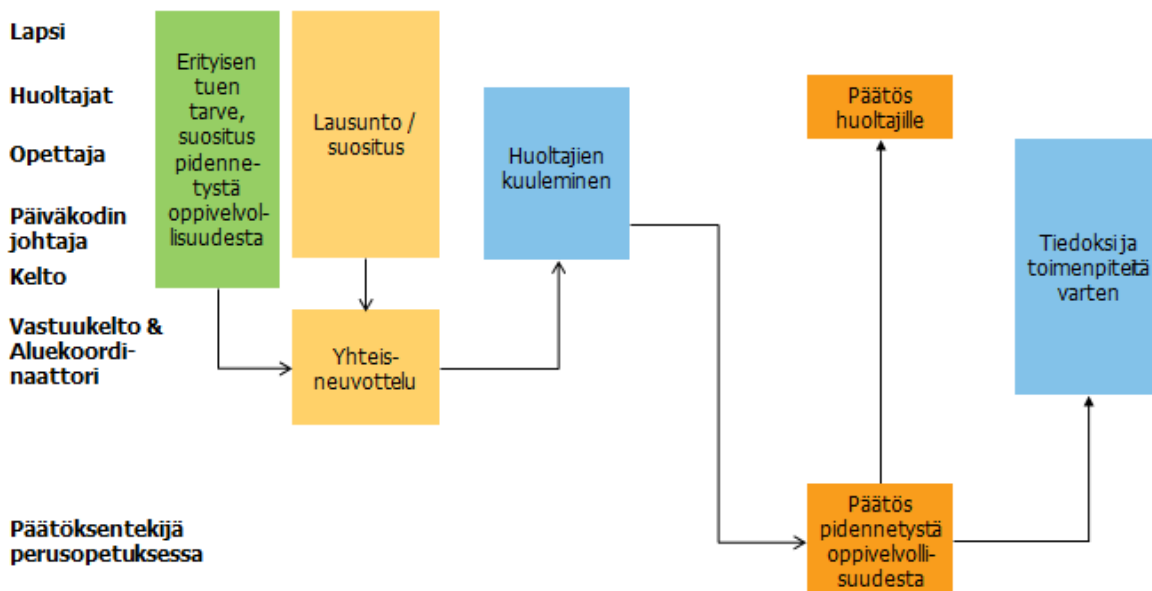 Lapsi
Huoltajat
Opettaja
Päiväkodin
johtaja
Kelto
Vastuukelto &
Aluekoordi-
naattori
Päätöksentekijä
perusopetuksessa
Erityisen
tuen
tarve,
suositus
pidenne-
tystä
oppivelvol-
lisuudesta
Lausunto /
suositus
Yhteis-
neuvottelu
Huoltajien
kuuleminen
Päätös
huoltajille
Päätös
pidennetystä
oppivelvolli-
suudesta
Tiedoksi ja
toimenpiteitä
varten